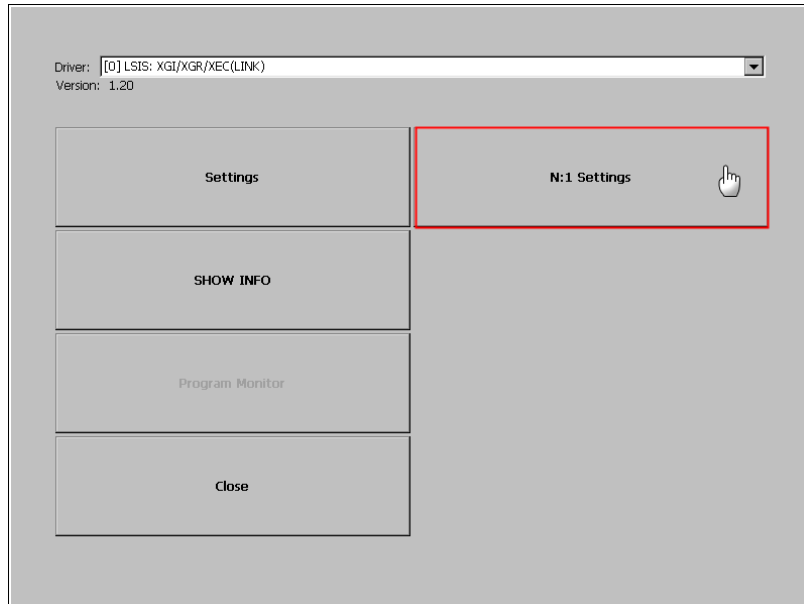 Driver: [0] LSIS: XGI/XGR/XEC(LINK)
Version: 1.20
Settings
N:1 Settings
SHOW INFO
Program Monitor
Close